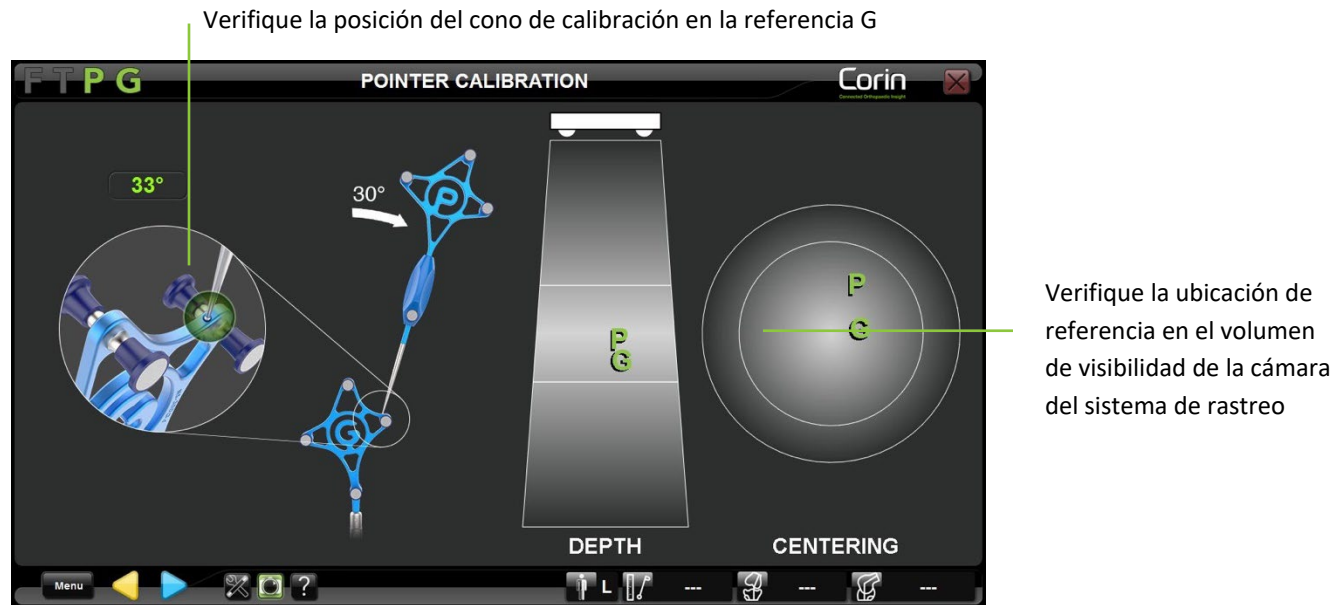 Verifique la posición del cono de calibración en la referencia G
F T P G
POINTER CALIBRATION
Corin
Connected Orthopaedic Insight
33°
30°
P
G
P
G
P
G
Verifique la ubicación de
referencia en el volumen
de visibilidad de la cámara
del sistema de rastreo
DEPTH
CENTERING
Menu
?
L
---
---
---